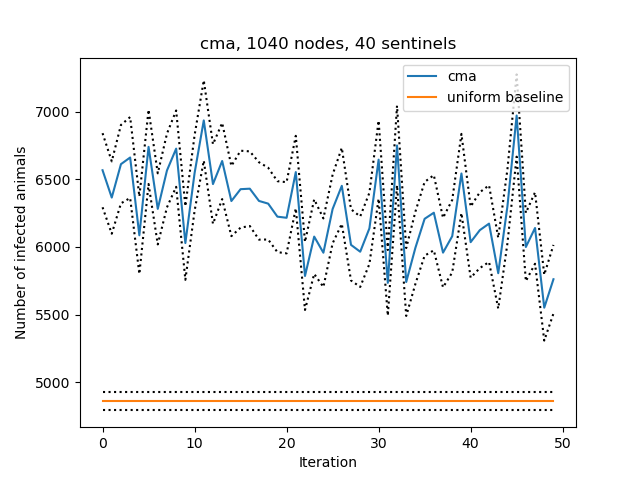 cma, 1040 nodes, 40 sentinels
cma
uniform baseline
Number of infected animals
7000
6500
6000
5500
5000
0 10 20 30 40 50
Iteration